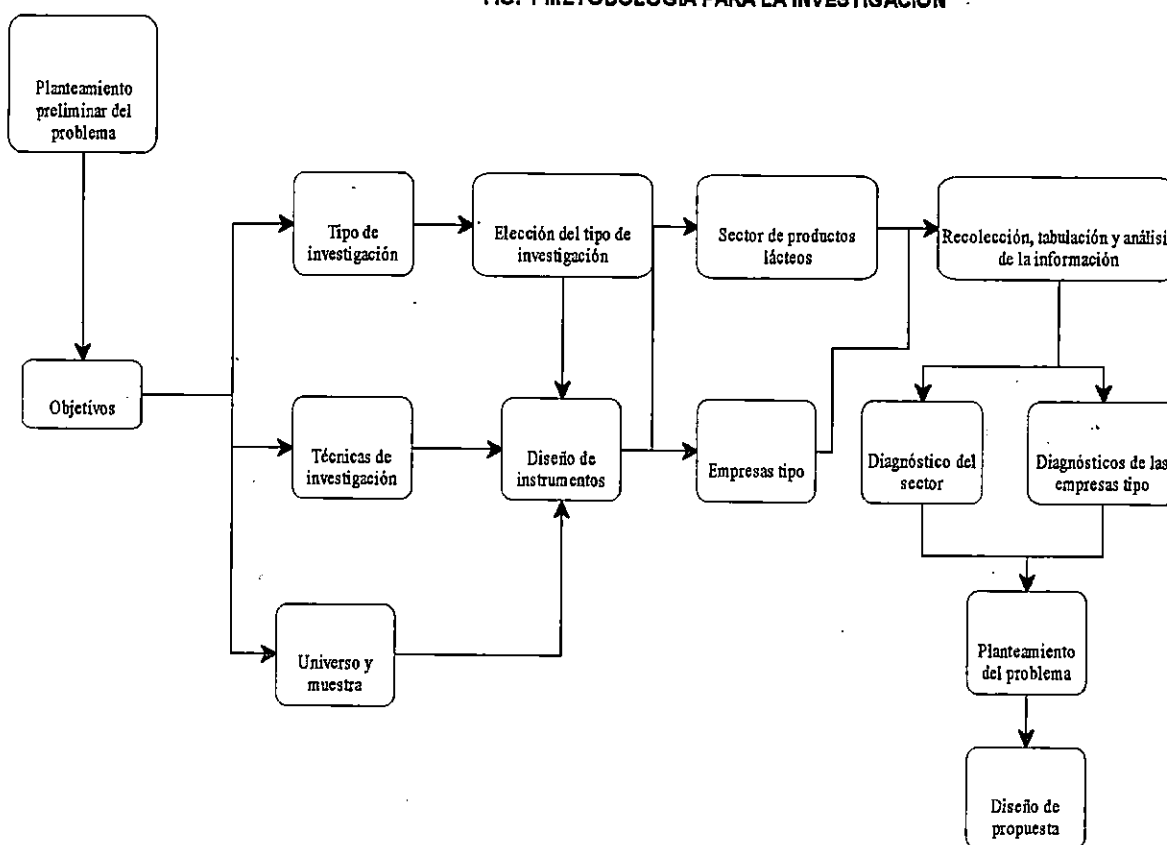 FIG. 1 METODOLOGÍA PARA LA INVESTIGACIÓN
Planteamiento
preliminar del
problema
Objetivos
Tipo de
investigación
Elección del tipo de
investigación
Sector de productos
lácteos
Recolección, tabulación y análisi
de la información
Técnicas de
investigación
Diseño de
instrumentos
Empresas tipo
Diagnóstico del
sector
Diagnósticos de las
empresas tipo
Universo y
muestra
Planteamiento
del problema
Diseño de
propuesta